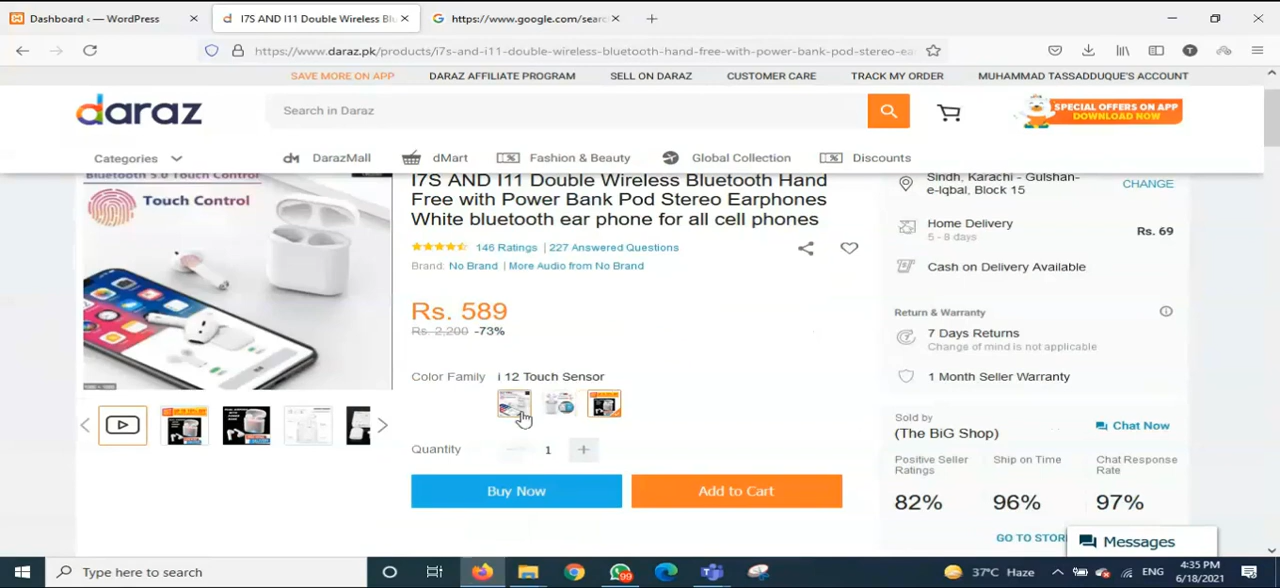 Dashboard ‹ — WordPress
I7S AND I11 Double Wireless Blu
https://www.google.com/sear
https://www.daraz.pk/products/i7s-and-i11-double-wireless-bluetooth-hand-free-with-power-bank-pod-stereo-ea
SAVE MORE ON APP
DARAZ AFFILIATE PROGRAM
SELL ON DARAZ
CUSTOMER CARE
TRACK MY ORDER
MUHAMMAD TASSADDUQUE'S ACCOUNT
daraz
Search in Daraz
SPECIAL OFFERS ON APP
DOWNLOAD NOW
Categories
DarazMall
dMart
Fashion & Beauty
Global Collection
Discounts
Bluetooth 5.0 Touch Control
Touch Control
I7S AND I11 Double Wireless Bluetooth Hand
Free with Power Bank Pod Stereo Earphones
White bluetooth ear phone for all cell phones
146 Ratings | 227 Answered Questions
Brand: No Brand | More Audio from No Brand
Rs. 589
Rs. 2,200 -73%
Color Family i 12 Touch Sensor
Quantity 1
Buy Now
Add to Cart
Sindh, Karachi - Gulshan-
e-Iqbal, Block 15
CHANGE
Home Delivery
5 - 8 days
Rs. 69
Cash on Delivery Available
Return & Warranty
7 Days Returns
Change of mind is not applicable
1 Month Seller Warranty
Sold by
(The BiG Shop)
Chat Now
Positive Seller
Ratings
82%
Ship on Time
96%
Chat Response
Rate
97%
GO TO STOR
Messages
Type here to search
99
37°C Haze
ENG
4:35 PM
6/18/2021